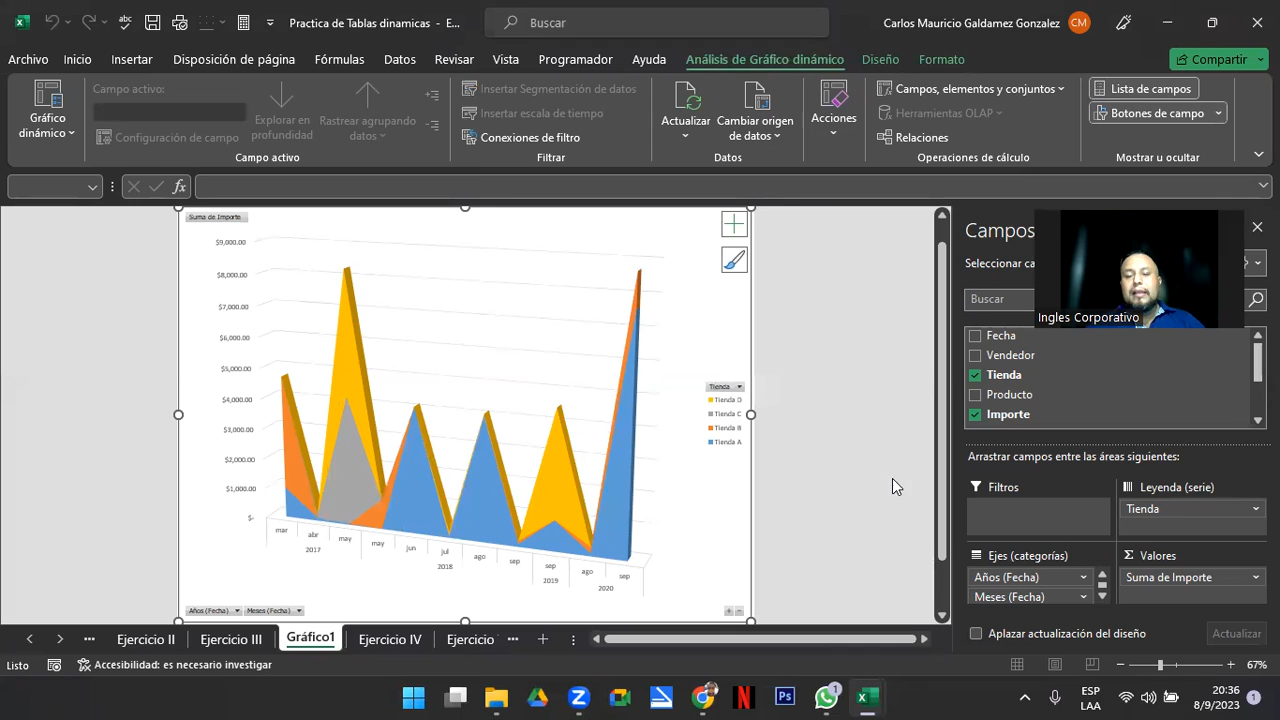 Practica de Tablas dinamicas - E...
Buscar
Carlos Mauricio Galdamez Gonzalez
CM
Archivo Inicio Insertar Disposición de página Fórmulas Datos Revisar Vista Programador Ayuda Análisis de Gráfico dinámico Diseño Formato
Compartir
Gráfico dinámico
Campo activo:
Configuración de campo
Explorar en profundidad
Rastrear agrupando datos
Campo activo
Insertar Segmentación de datos
Insertar escala de tiempo
Conexiones de filtro
Filtrar
Actualizar
Cambiar origen de datos
Datos
Acciones
Campos, elementos y conjuntos
Herramientas OLAP
Relaciones
Operaciones de cálculo
Lista de campos
Botones de campo
Mostrar u ocultar
fx
Suma de Importe
$9,000.00
$8,000.00
$7,000.00
$6,000.00
$5,000.00
$4,000.00
$3,000.00
$2,000.00
$1,000.00
$-
mar abr may may jun jul ago sep sep ago sep
2017 2018 2019 2020
Tienda
Tienda D
Tienda C
Tienda B
Tienda A
Años (Fecha) Meses (Fecha)
Campos
Seleccionar ca
Buscar
Ingles Corporativo
Fecha
Vendedor
Tienda
Producto
Importe
Arrastrar campos entre las áreas siguientes:
Filtros
Leyenda (serie)
Tienda
Ejes (categorías)
Años (Fecha)
Meses (Fecha)
Valores
Suma de Importe
Aplazar actualización del diseño
Actualizar
... Ejercicio II Ejercicio III Gráfico1 Ejercicio IV Ejercicio ...
Listo
Accesibilidad: es necesario investigar
67%
1
Ps
N
ESP
LAA
20:36
8/9/2023
1